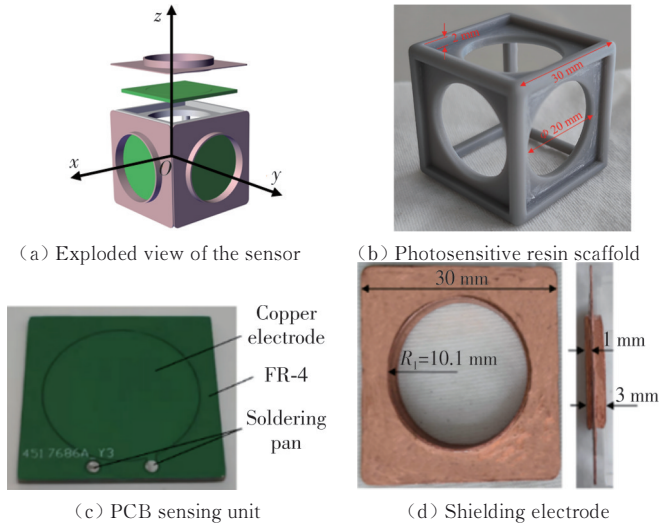 z
x
O
y
(a) Exploded view of the sensor
2 mm
30 mm
φ 20 mm
(b) Photosensitive resin scaffold
Copper
electrode
FR-4
Soldering
pan
4517686A_Y3
(c) PCB sensing unit
30 mm
R₁=10.1 mm
1 mm
3 mm
(d) Shielding electrode